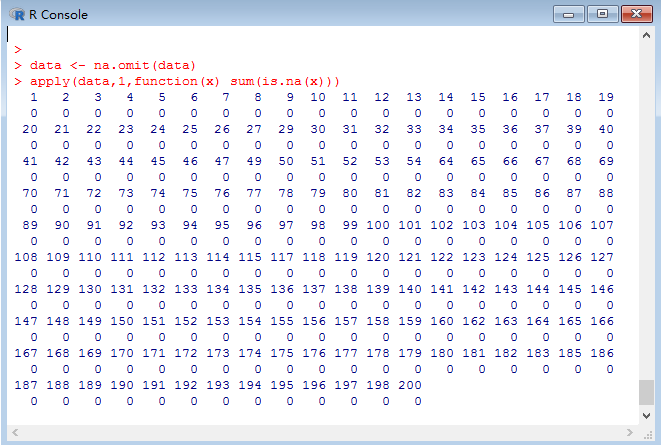 R Console
>
> data <- na.omit(data)
> apply(data,1,function(x) sum(is.na(x)))
1 2 3 4 5 6 7 8 9 10 11 12 13 14 15 16 17 18 19
0 0 0 0 0 0 0 0 0 0 0 0 0 0 0 0 0 0 0
20 21 22 23 24 25 26 27 29 30 31 32 33 34 35 36 37 39 40
0 0 0 0 0 0 0 0 0 0 0 0 0 0 0 0 0 0 0
41 42 43 44 45 46 47 49 50 51 52 53 54 64 65 66 67 68 69
0 0 0 0 0 0 0 0 0 0 0 0 0 0 0 0 0 0 0
70 71 72 73 74 75 76 77 78 79 80 81 82 83 84 85 86 87 88
0 0 0 0 0 0 0 0 0 0 0 0 0 0 0 0 0 0 0
89 90 91 92 93 94 95 96 97 98 99 100 101 102 103 104 105 106 107
0 0 0 0 0 0 0 0 0 0 0 0 0 0 0 0 0 0 0
108 109 110 111 112 113 114 115 116 117 118 119 120 121 122 123 124 125 126 127
0 0 0 0 0 0 0 0 0 0 0 0 0 0 0 0 0 0 0
128 129 130 131 132 133 134 135 136 137 138 139 140 141 142 143 144 145 146
0 0 0 0 0 0 0 0 0 0 0 0 0 0 0 0 0 0 0
147 148 149 150 151 152 153 154 155 156 157 158 159 160 162 163 164 165 166
0 0 0 0 0 0 0 0 0 0 0 0 0 0 0 0 0 0 0
167 168 169 170 171 172 173 174 175 176 177 178 179 180 181 182 183 185 186
0 0 0 0 0 0 0 0 0 0 0 0 0 0 0 0 0 0 0
187 188 189 190 191 192 193 194 195 196 197 198 200
0 0 0 0 0 0 0 0 0 0 0 0 0